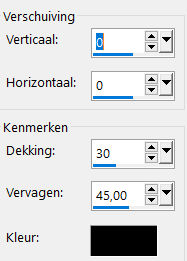 Verschuiving
Verticaal: 0
Horizontaal: 0
Kenmerken
Dekking: 30
Vervagen: 45,00
Kleur: